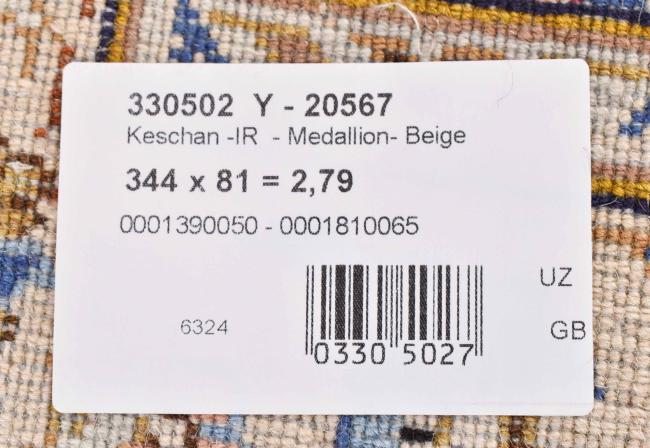 330502 Y - 20567
Keschan -IR - Medallion- Beige
344 x 81 = 2,79
0001390050 - 0001810065
UZ
6324
GB
0330 5027